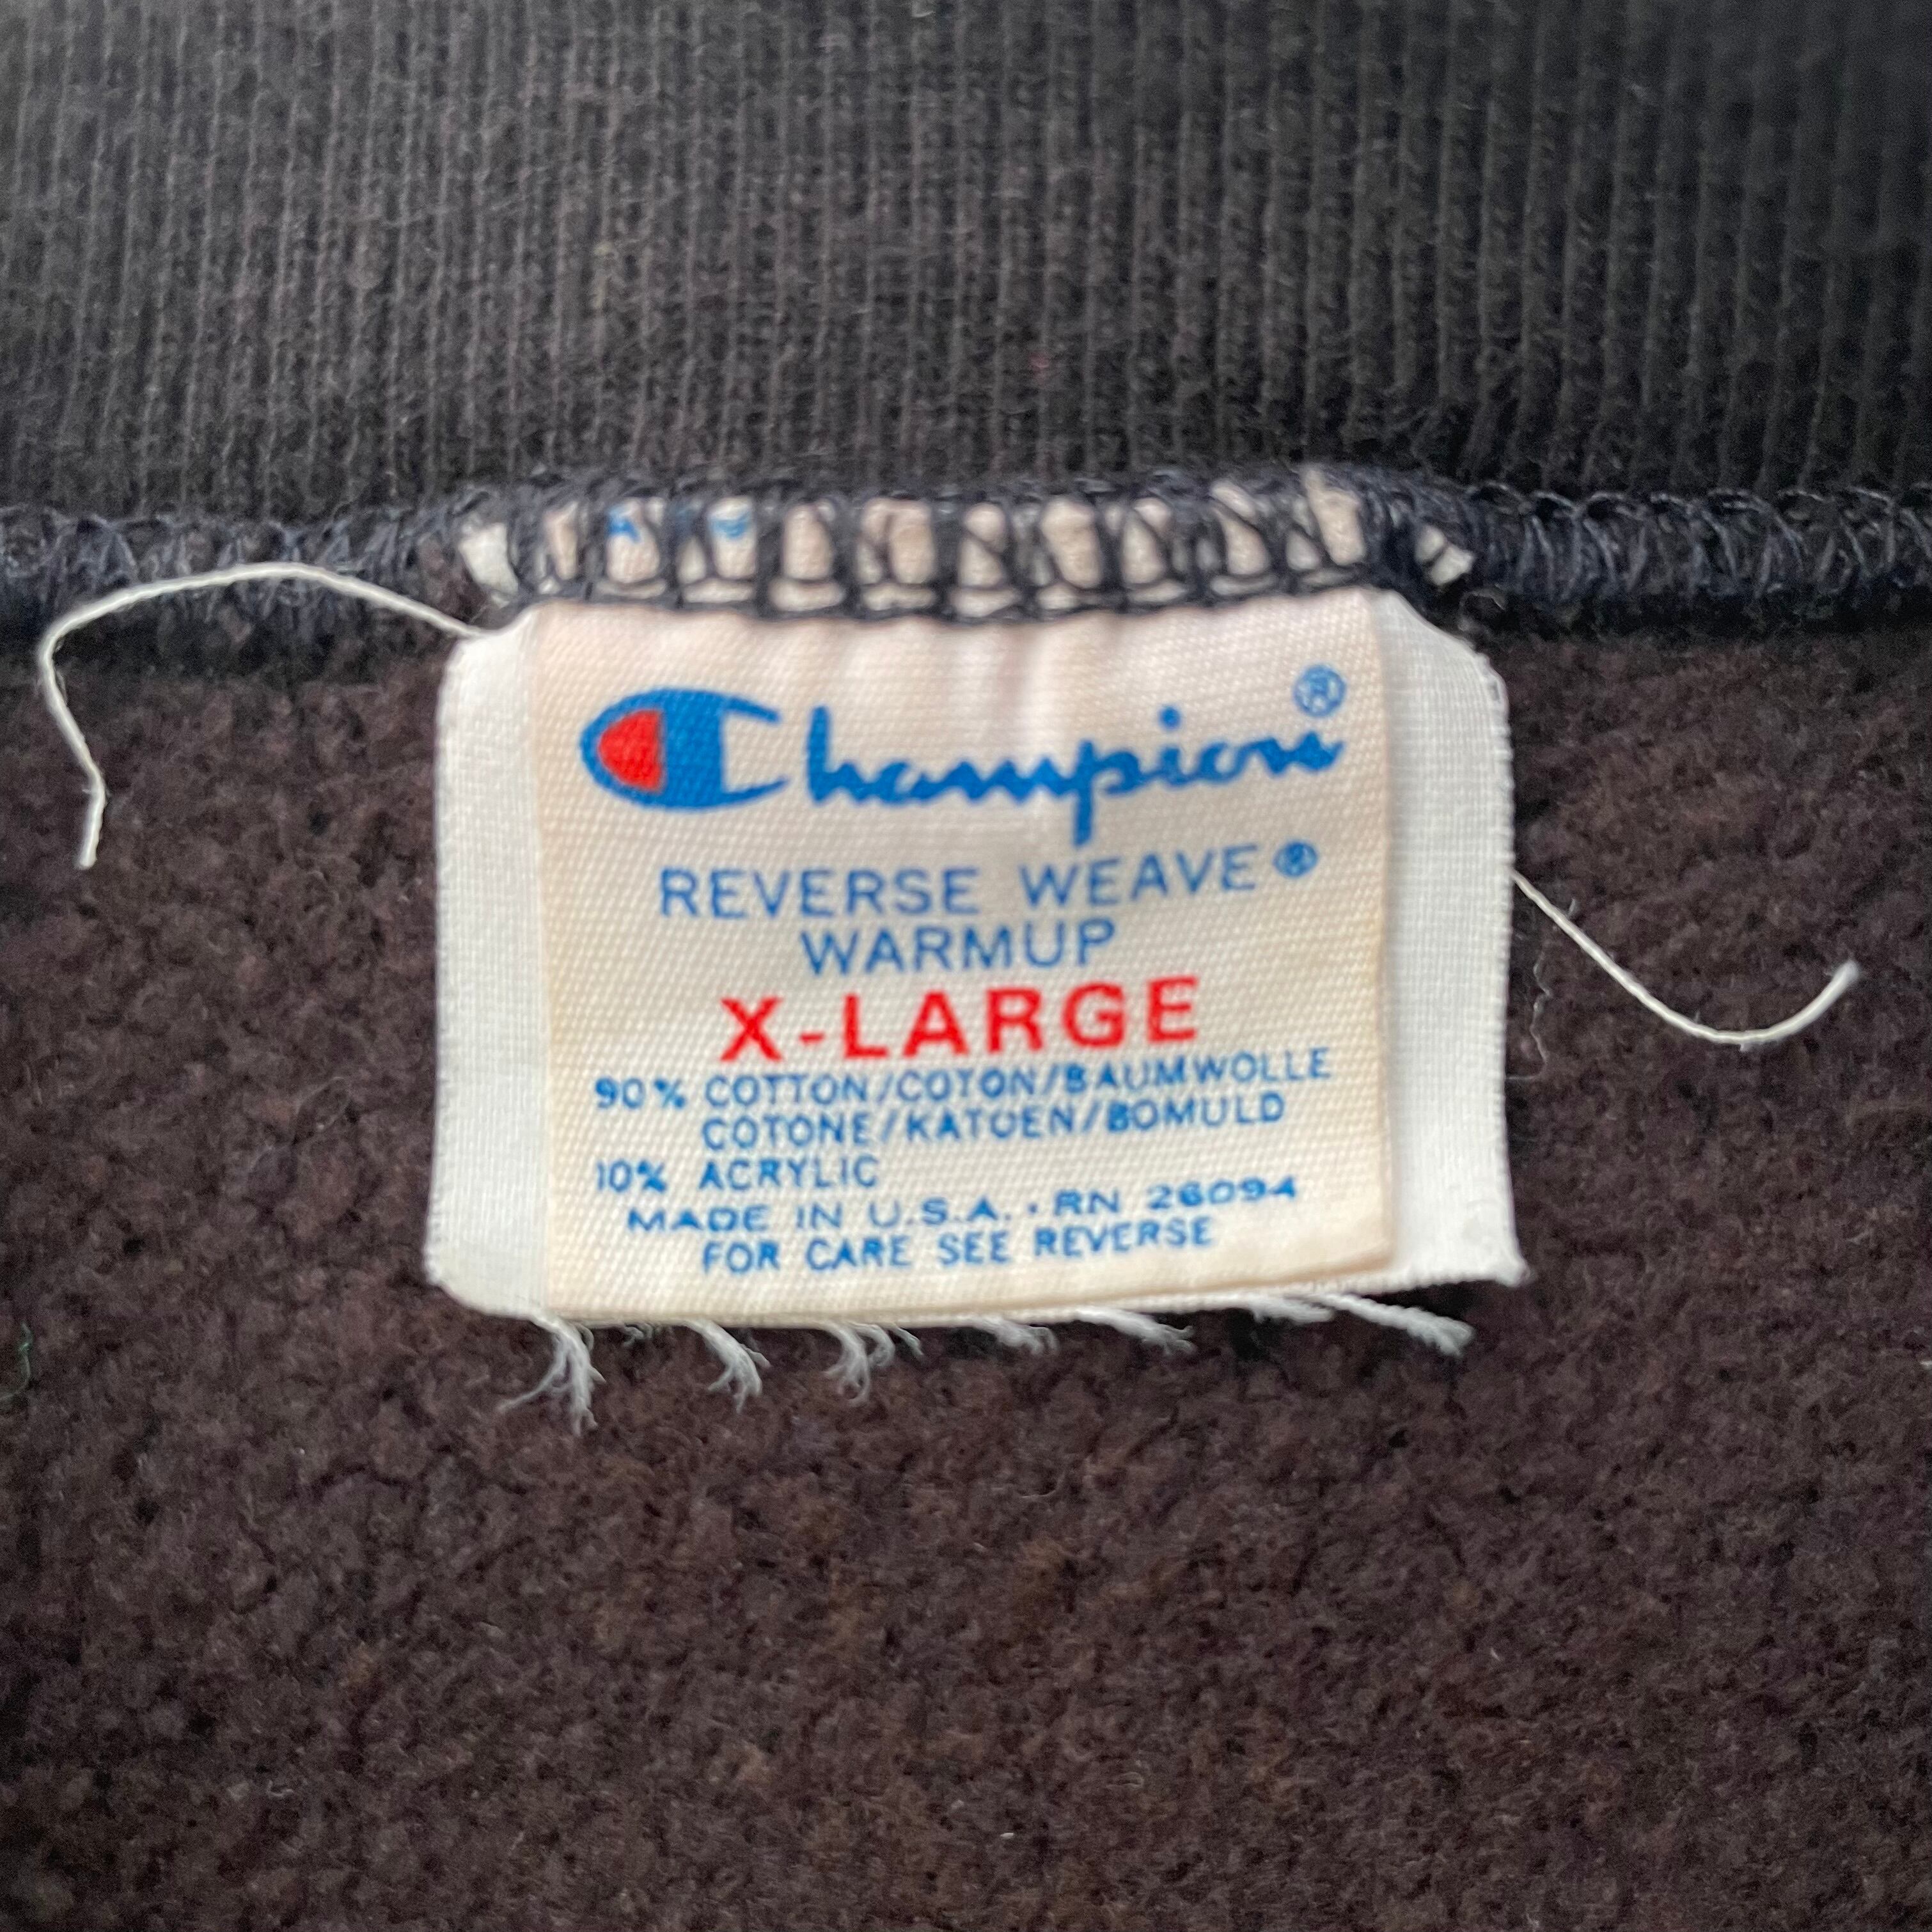 Champion®
REVERSE WEAVE®
WARMUP
X-LARGE
90% COTTON/COTON/BAUMWOLLE
COTONE/KATOEN/BOMULD
10% ACRYLIC
MADE IN U.S.A. • RN 26094
FOR CARE SEE REVERSE